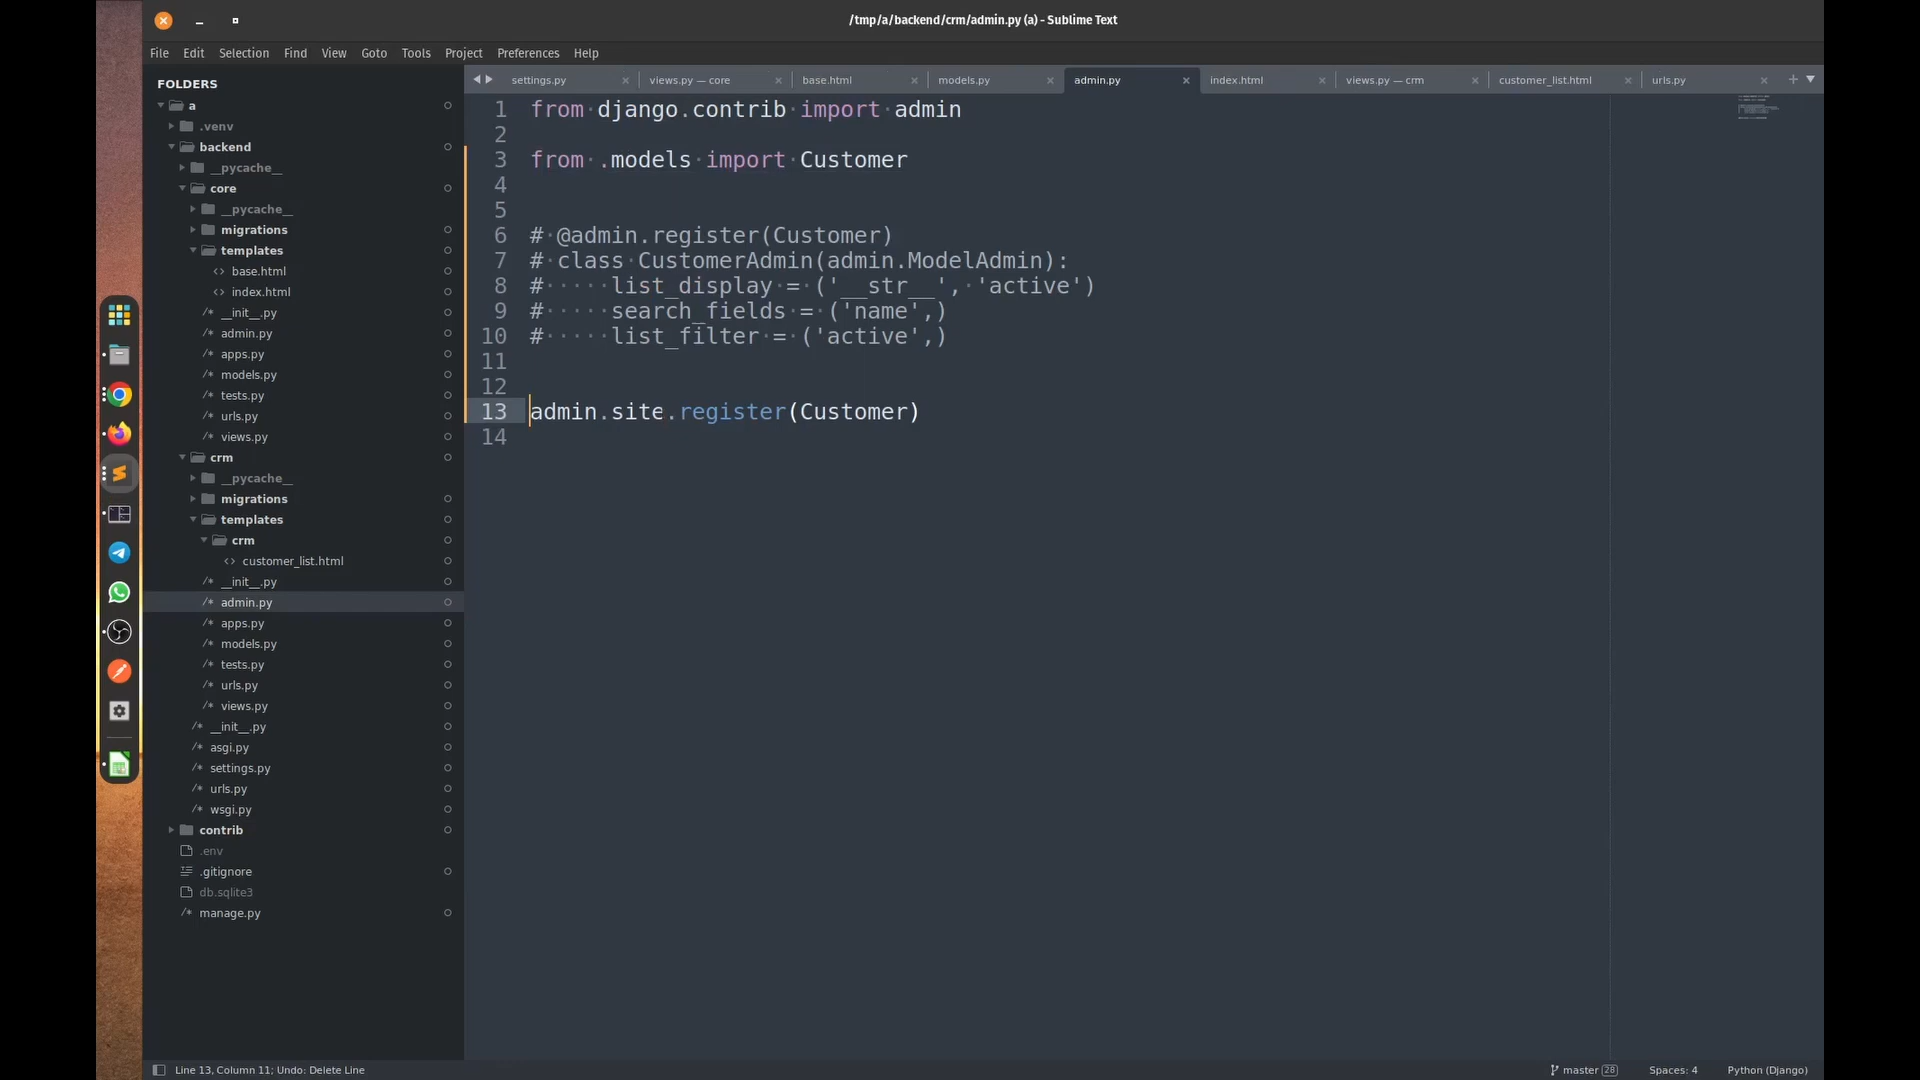 /tmp/a/backend/crm/admin.py (a) - Sublime Text
File Edit Selection Find View Goto Tools Project Preferences Help
FOLDERS
a
.venv
backend
__pycache__
core
__pycache__
migrations
templates
base.html
index.html
__init__.py
admin.py
apps.py
models.py
tests.py
urls.py
views.py
crm
__pycache__
migrations
templates
crm
customer_list.html
__init__.py
admin.py
apps.py
models.py
tests.py
urls.py
views.py
__init__.py
asgi.py
settings.py
urls.py
wsgi.py
contrib
.env
.gitignore
db.sqlite3
manage.py
settings.py views.py — core base.html models.py admin.py index.html views.py — crm customer_list.html urls.py
1 from django.contrib import admin
2
3 from .models import Customer
4
5
6 # @admin.register(Customer)
7 # class CustomerAdmin(admin.ModelAdmin):
8 #     list_display = ('__str__', 'active')
9 #     search_fields = ('name',)
10 #     list_filter = ('active',)
11
12
13 admin.site.register(Customer)
14
Line 13, Column 11; Undo: Delete Line
master 28 Spaces: 4 Python (Django)